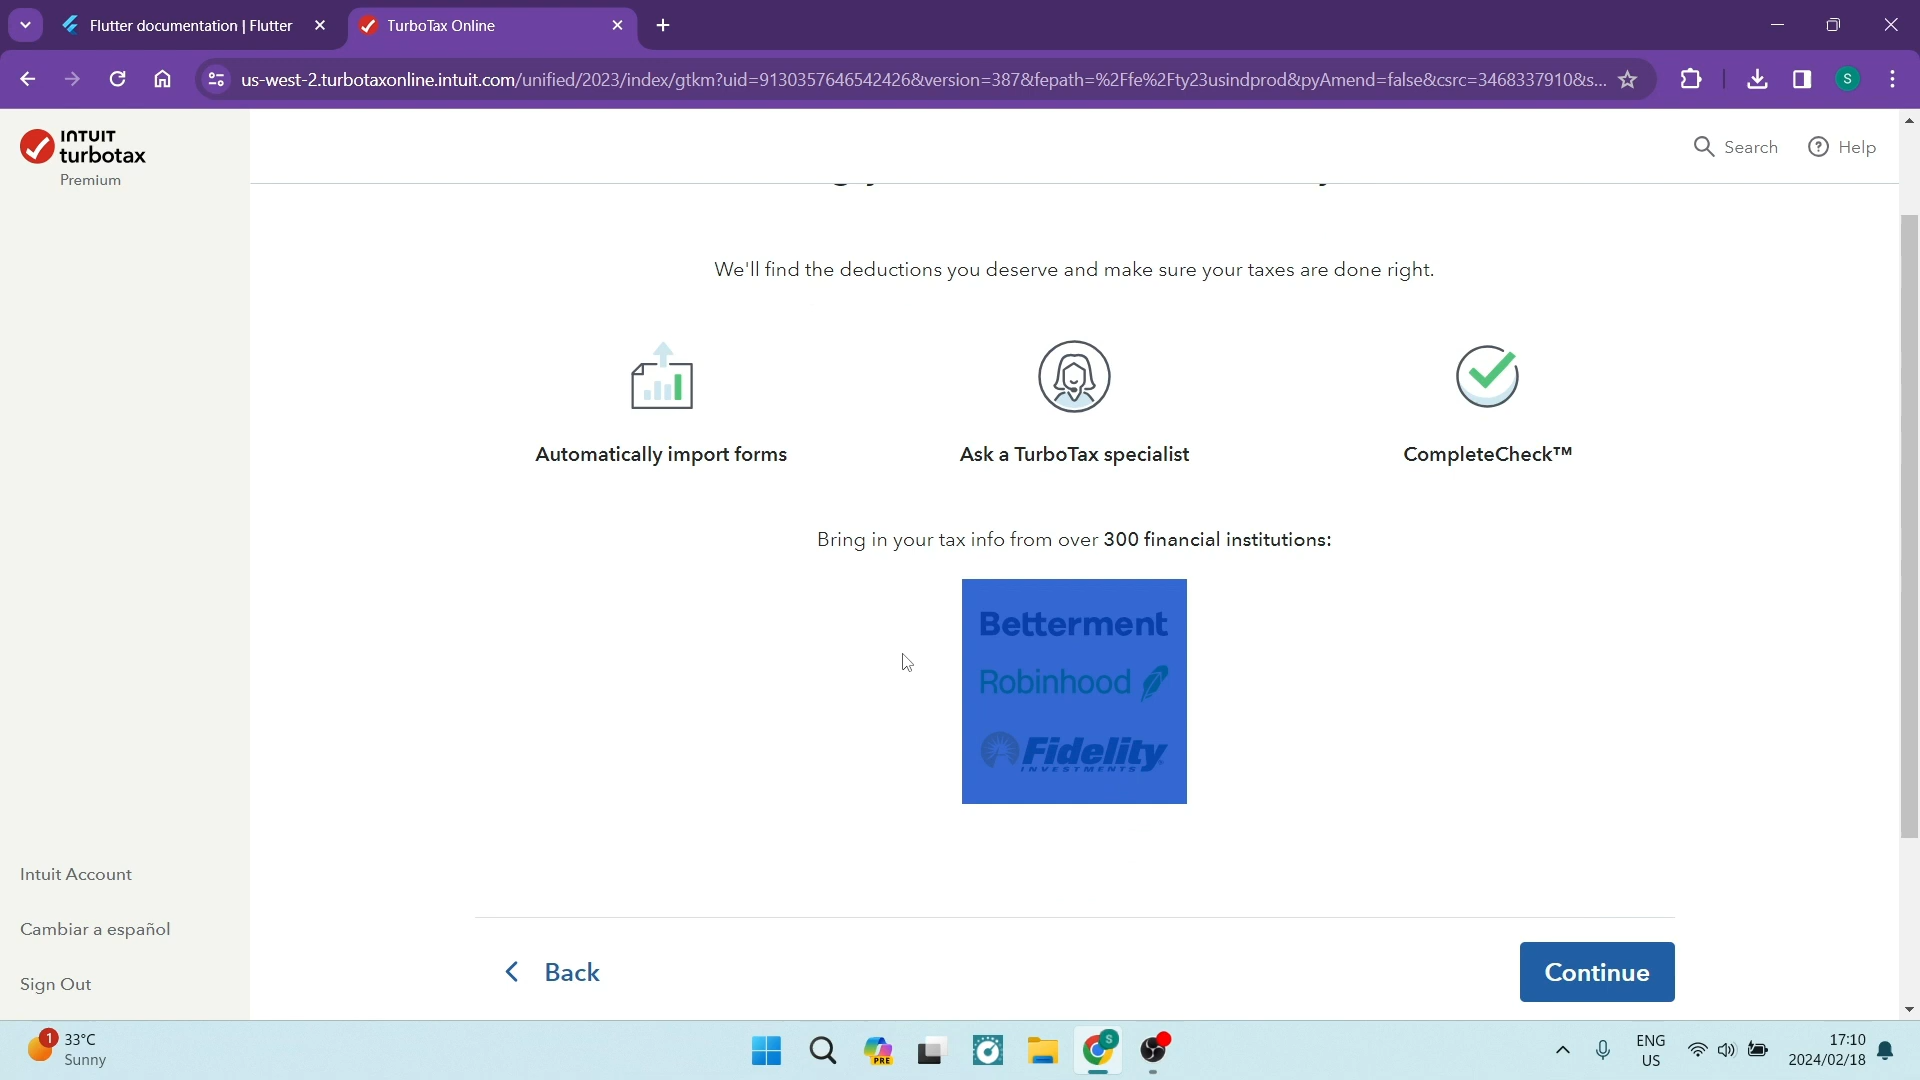 Flutter documentation | Flutter
TurboTax Online
us-west-2.turbotaxonline.intuit.com/unified/2023/index/gtkm?uid=9130357646542426&version=387&fepath=%2Ffe%2Fty23usindprod&pyAmend=false&csrc=3468337910&s...
S
INTUIT
turbotax
Premium
Search
Help
We'll find the deductions you deserve and make sure your taxes are done right.
Automatically import forms
Ask a TurboTax specialist
CompleteCheck™
Bring in your tax info from over 300 financial institutions:
Betterment
Robinhood
Fidelity
INVESTMENTS
Intuit Account
Cambiar a español
Sign Out
Back
Continue
1
33°C
Sunny
PRE
S
ENG
US
17:10
2024/02/18